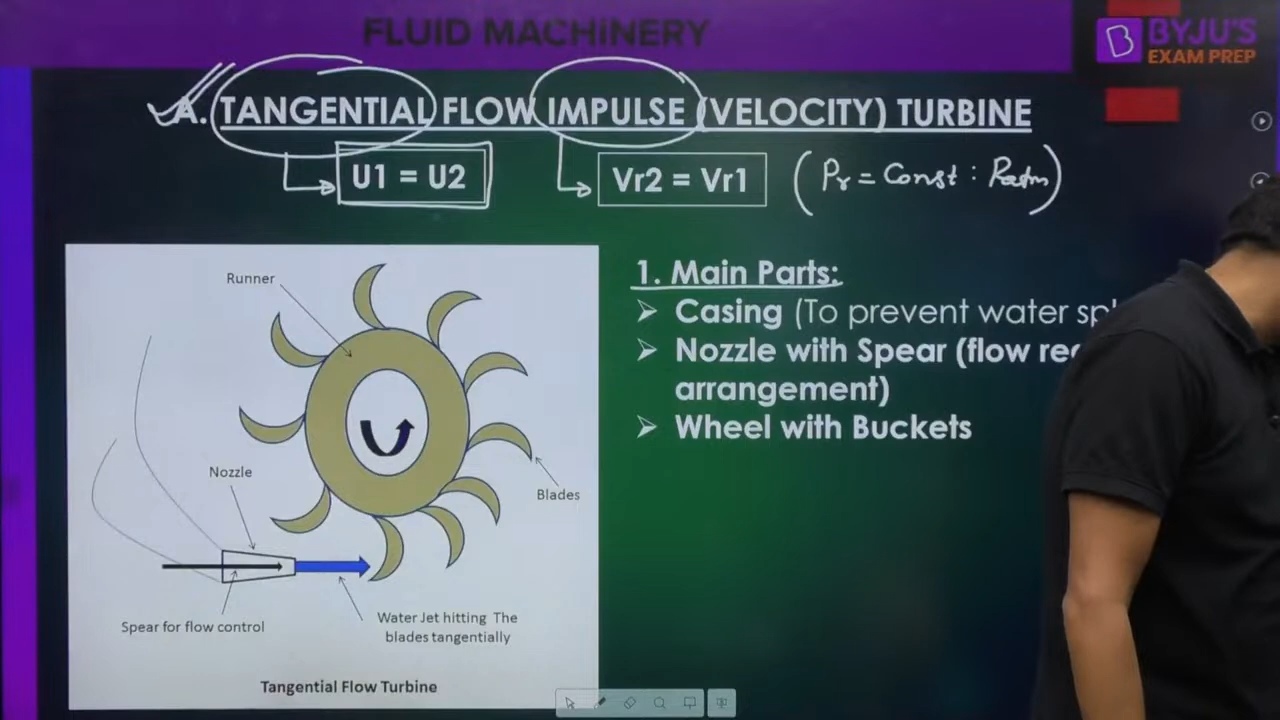 FLUID MACHINERY
BYJU'S
EXAM PREP
A. TANGENTIAL FLOW IMPULSE (VELOCITY) TURBINE
U1 = U2
Vr2 = Vr1
(Pr = Const : Patm)
Runner
Nozzle
Blades
Spear for flow control
Water Jet hitting The
blades tangentially
Tangential Flow Turbine
1. Main Parts:
➤ Casing (To prevent water
➤ Nozzle with Spear (flow
arrangement)
➤ Wheel with Buckets